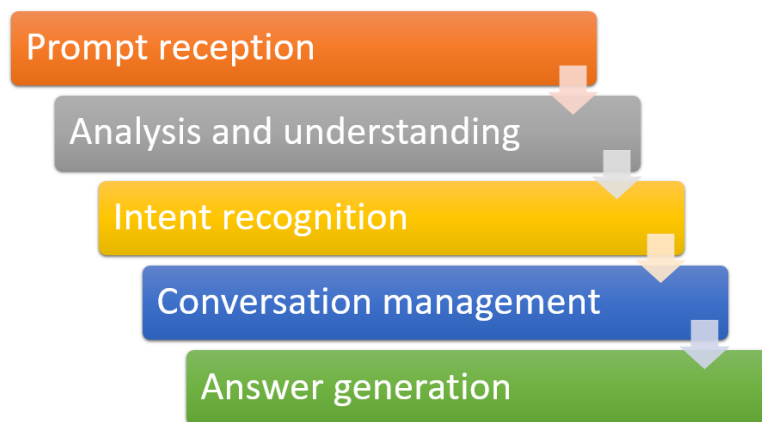 Prompt reception
Analysis and understanding
Intent recognition
Conversation management
Answer generation